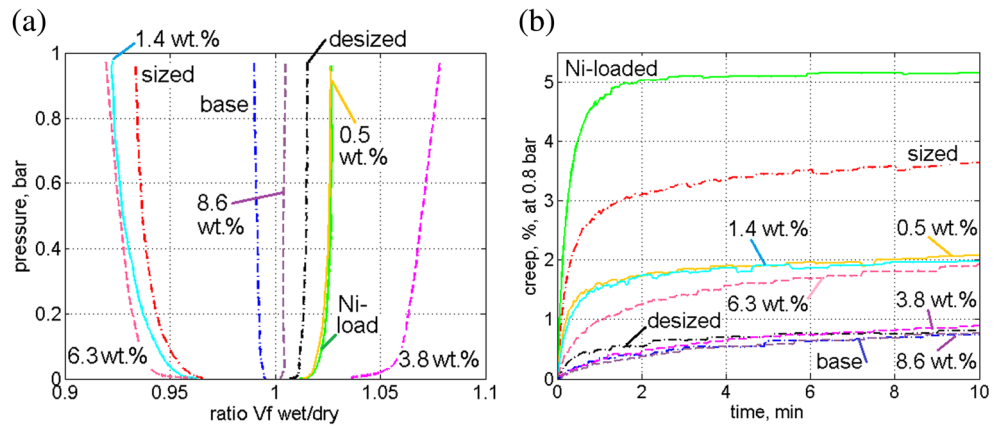 (a)
1.4 wt.%
sized
base
desized
0.5
wt.%
8.6
wt.%
Ni-
load
6.3 wt.%
3.8 wt.%
pressure, bar
1
0.8
0.6
0.4
0.2
0
0.9
0.95
1
1.05
1.1
ratio Vf wet/dry
(b)
Ni-loaded
sized
1.4 wt.%
0.5 wt.%
6.3 wt.%
3.8 wt.%
desized
base
8.6 wt.%
creep, %, at 0.8 bar
5
4
3
2
1
0
0
2
4
6
8
10
time, min